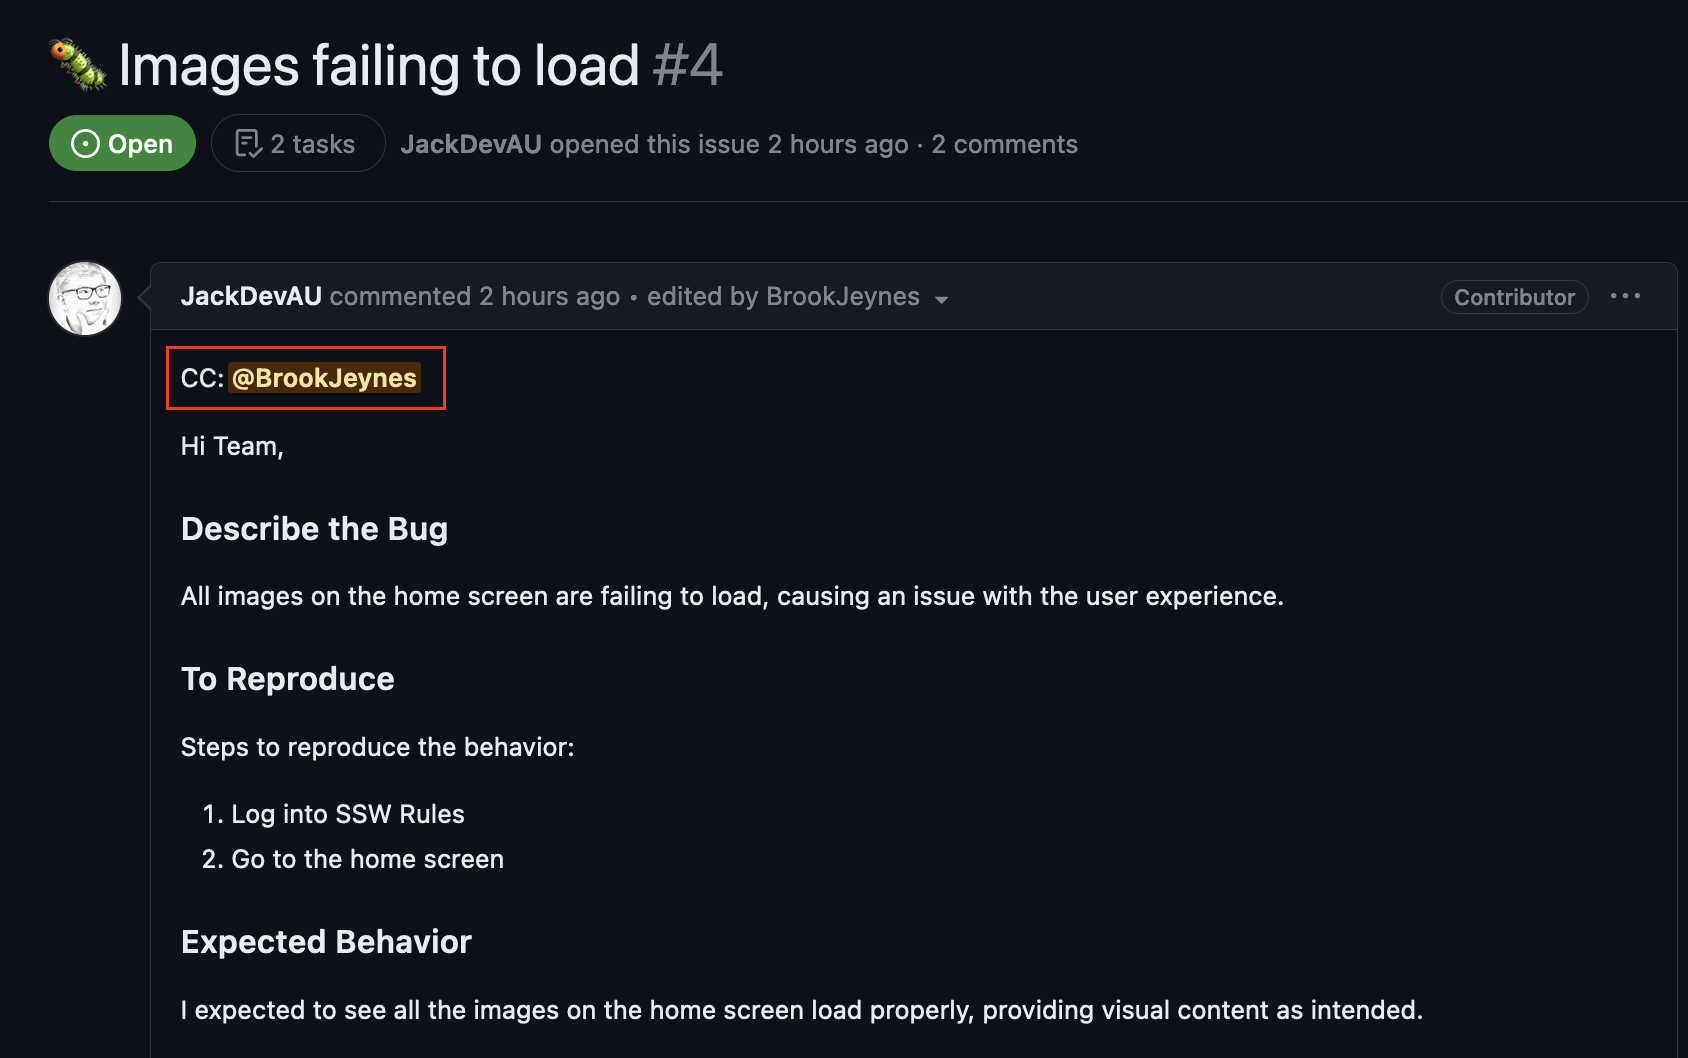 🐛 Images failing to load #4
Open 2 tasks JackDevAU opened this issue 2 hours ago · 2 comments
JackDevAU commented 2 hours ago • edited by BrookJeynes Contributor ...
CC: @BrookJeynes
Hi Team,
Describe the Bug
All images on the home screen are failing to load, causing an issue with the user experience.
To Reproduce
Steps to reproduce the behavior:
1. Log into SSW Rules
2. Go to the home screen
Expected Behavior
I expected to see all the images on the home screen load properly, providing visual content as intended.